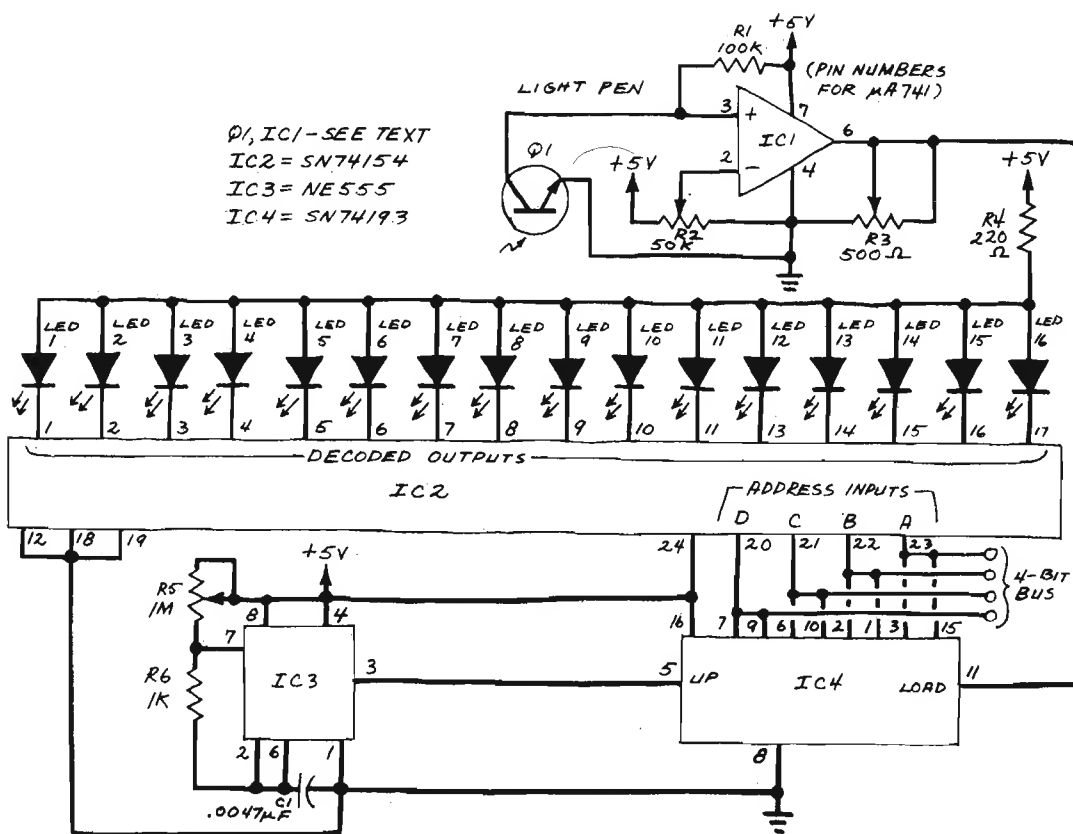 +5V
R1
100K
(PIN NUMBERS
FOR μA741)
LIGHT PEN
3 + 7
IC1 6
2 − 4
Q1, IC1 - SEE TEXT
IC2 = SN74154
IC3 = NE555
IC4 = SN74193
Q1
+5V
R2
50K
R3
500Ω
+5V
R4
220
Ω
LED 1
LED 2
LED 3
LED 4
LED 5
LED 6
LED 7
LED 8
LED 9
LED 10
LED 11
LED 12
LED 13
LED 14
LED 15
LED 16
1 2 3 4 5 6 7 8 9 10 11 13 14 15 16 17
DECODED OUTPUTS
IC2
ADDRESS INPUTS
D C B A
12 18 19
24 20 21 22 23
4-BIT
BUS
+5V
R5
1M
8 4
7
IC3
3
R6
1K
2 6 1
C1
.0047μF
16 7 9 6 10 2 1 3 15
5 UP
IC4
LOAD 11
8